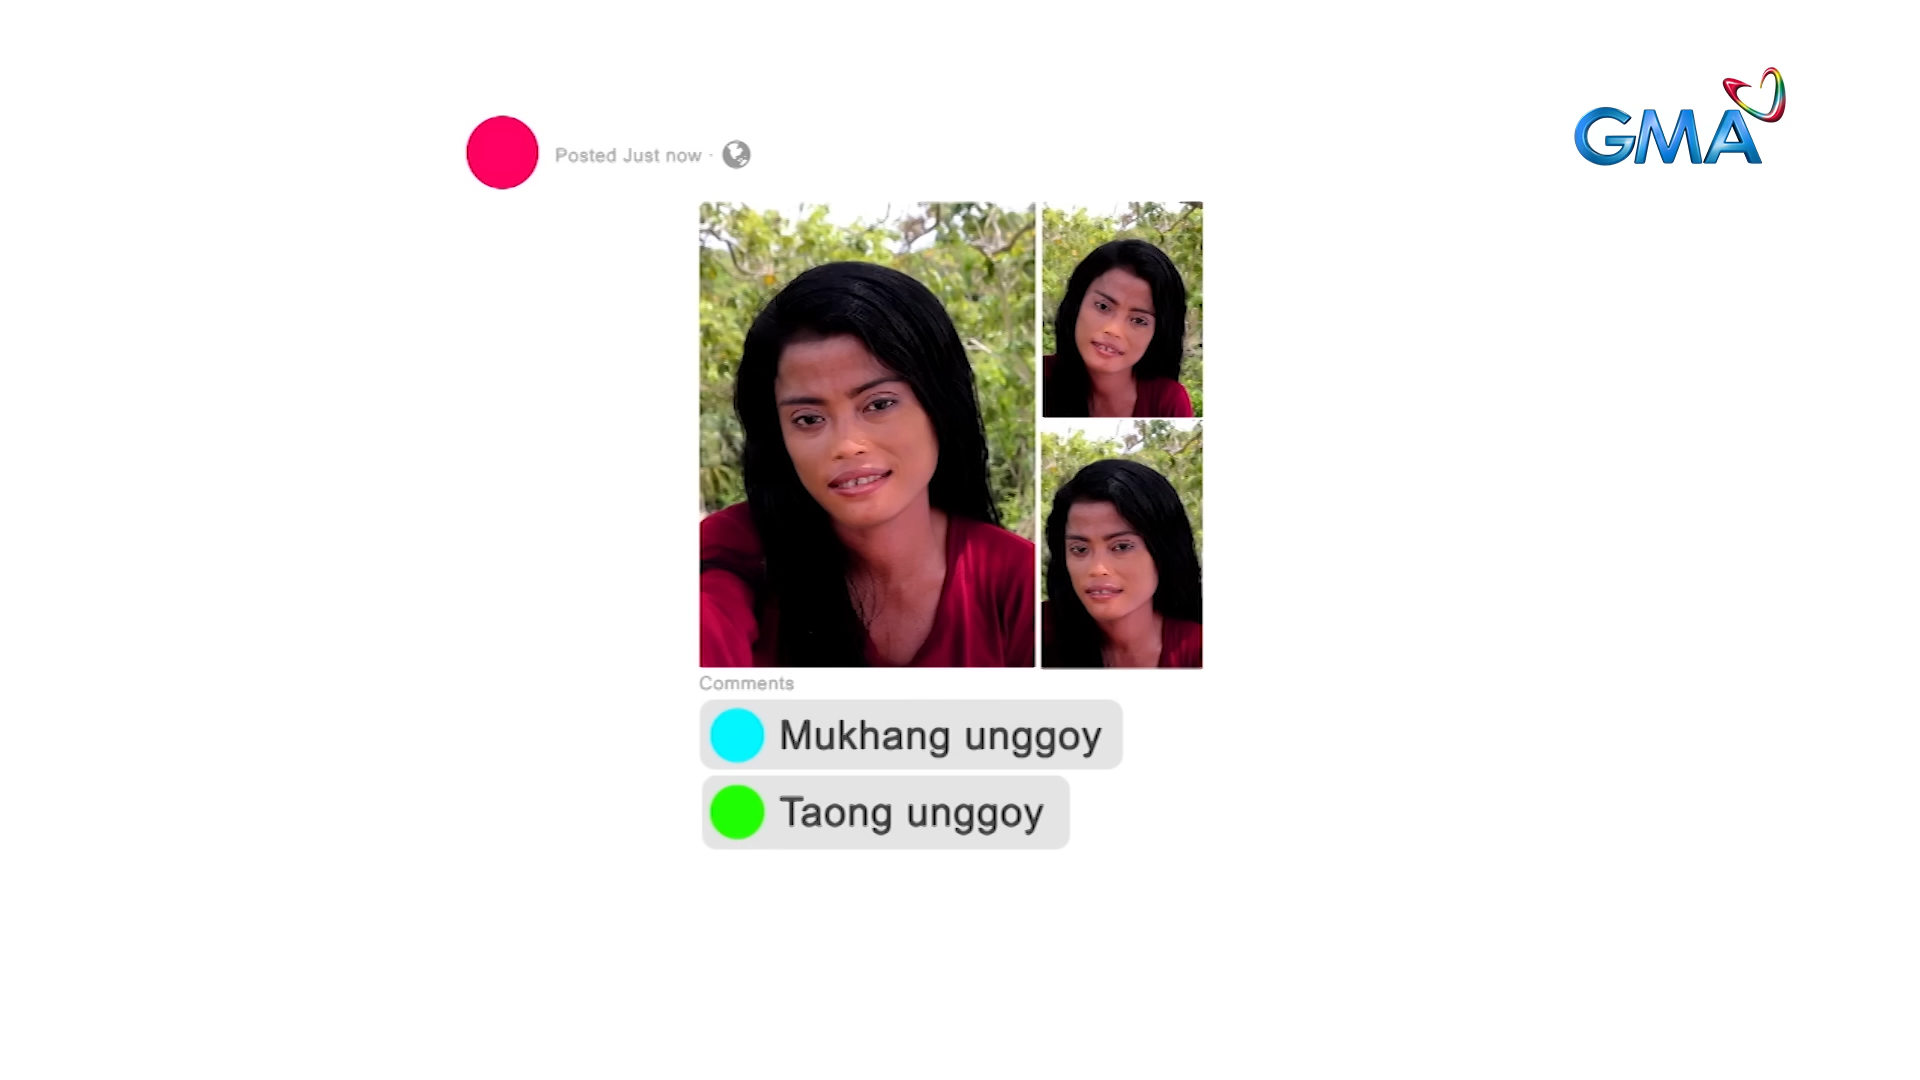 GMA
Posted Just now ·
Comments
Mukhang unggoy
Taong unggoy